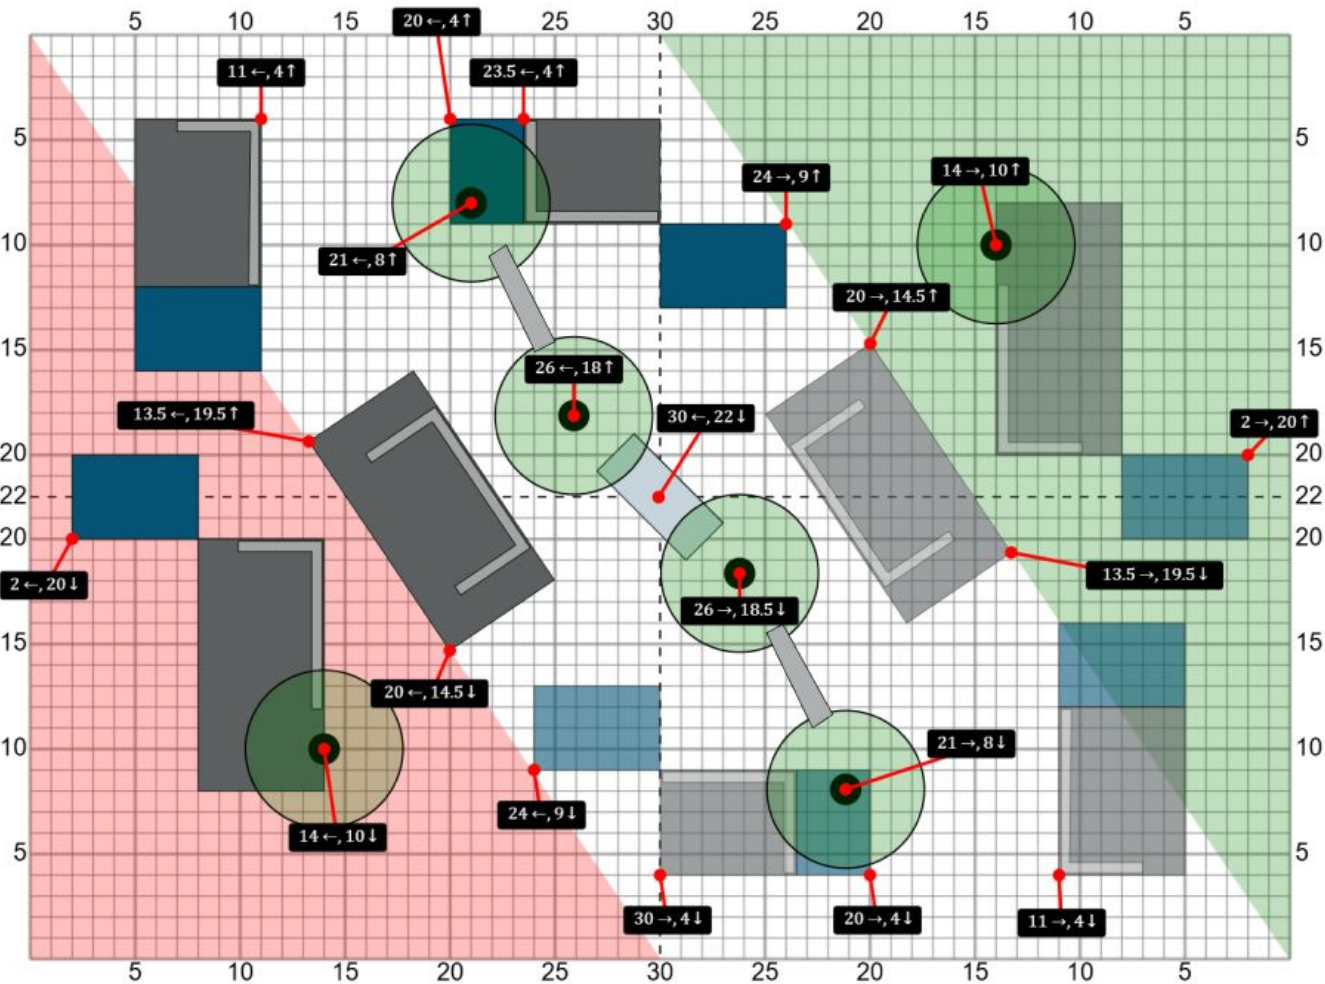 5 10 15 20 25 30 25 20 15 10 5
20 ←, 4 ↑
11 ←, 4 ↑
23.5 ←, 4 ↑
5 5
24 →, 9 ↑
14 →, 10 ↑
21 ←, 8 ↑
10 10
20 →, 14.5 ↑
15 15
26 ←, 18 ↑
13.5 ←, 19.5 ↑
30 ←, 22 ↓
2 →, 20 ↑
20 20
22 22
20 20
2 ←, 20 ↓
13.5 →, 19.5 ↓
26 →, 18.5 ↓
15 15
20 ←, 14.5 ↓
10 10
21 →, 8 ↓
24 ←, 9 ↓
14 ←, 10 ↓
5 5
30 →, 4 ↓
20 →, 4 ↓
11 →, 4 ↓
5 10 15 20 25 30 25 20 15 10 5